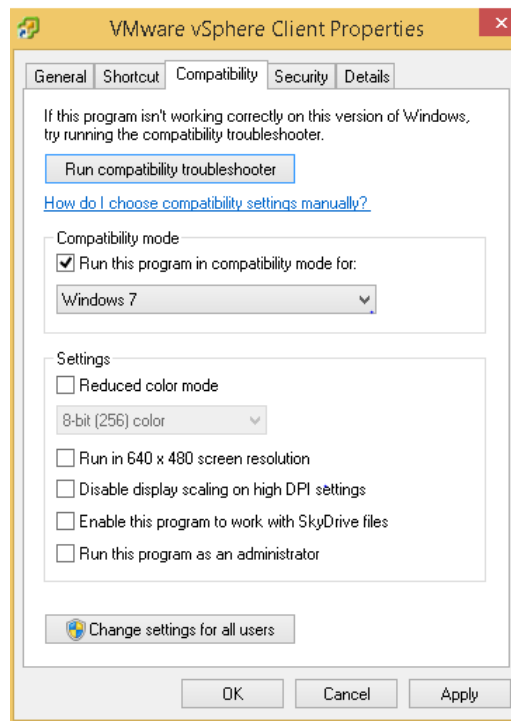 VMware vSphere Client Properties
General Shortcut Compatibility Security Details
If this program isn't working correctly on this version of Windows,
try running the compatibility troubleshooter.
Run compatibility troubleshooter
How do I choose compatibility settings manually?
Compatibility mode
Run this program in compatibility mode for:
Windows 7
Settings
Reduced color mode
8-bit (256) color
Run in 640 x 480 screen resolution
Disable display scaling on high DPI settings
Enable this program to work with SkyDrive files
Run this program as an administrator
Change settings for all users
OK Cancel Apply